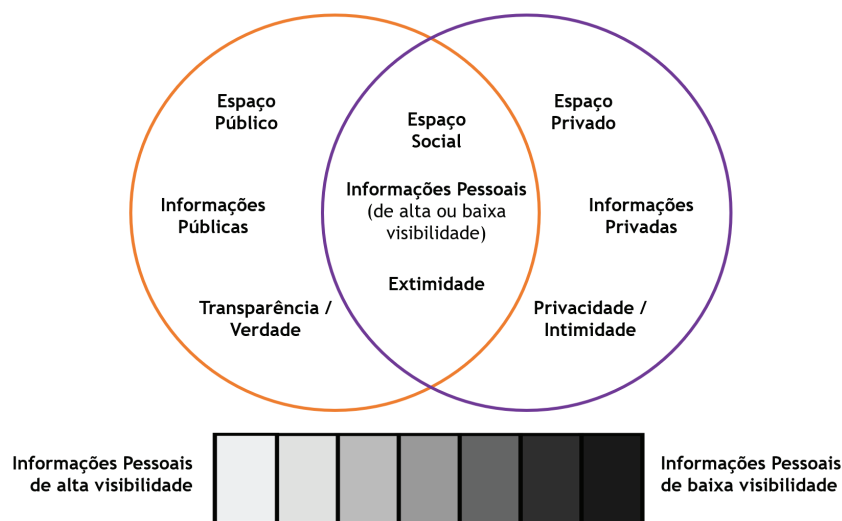 Espaço
Público
Informações
Públicas
Transparência /
Verdade
Espaço
Social
Informações Pessoais
(de alta ou baixa
visibilidade)
Extimidade
Espaço
Privado
Informações
Privadas
Privacidade /
Intimidade
Informações Pessoais
de alta visibilidade
Informações Pessoais
de baixa visibilidade